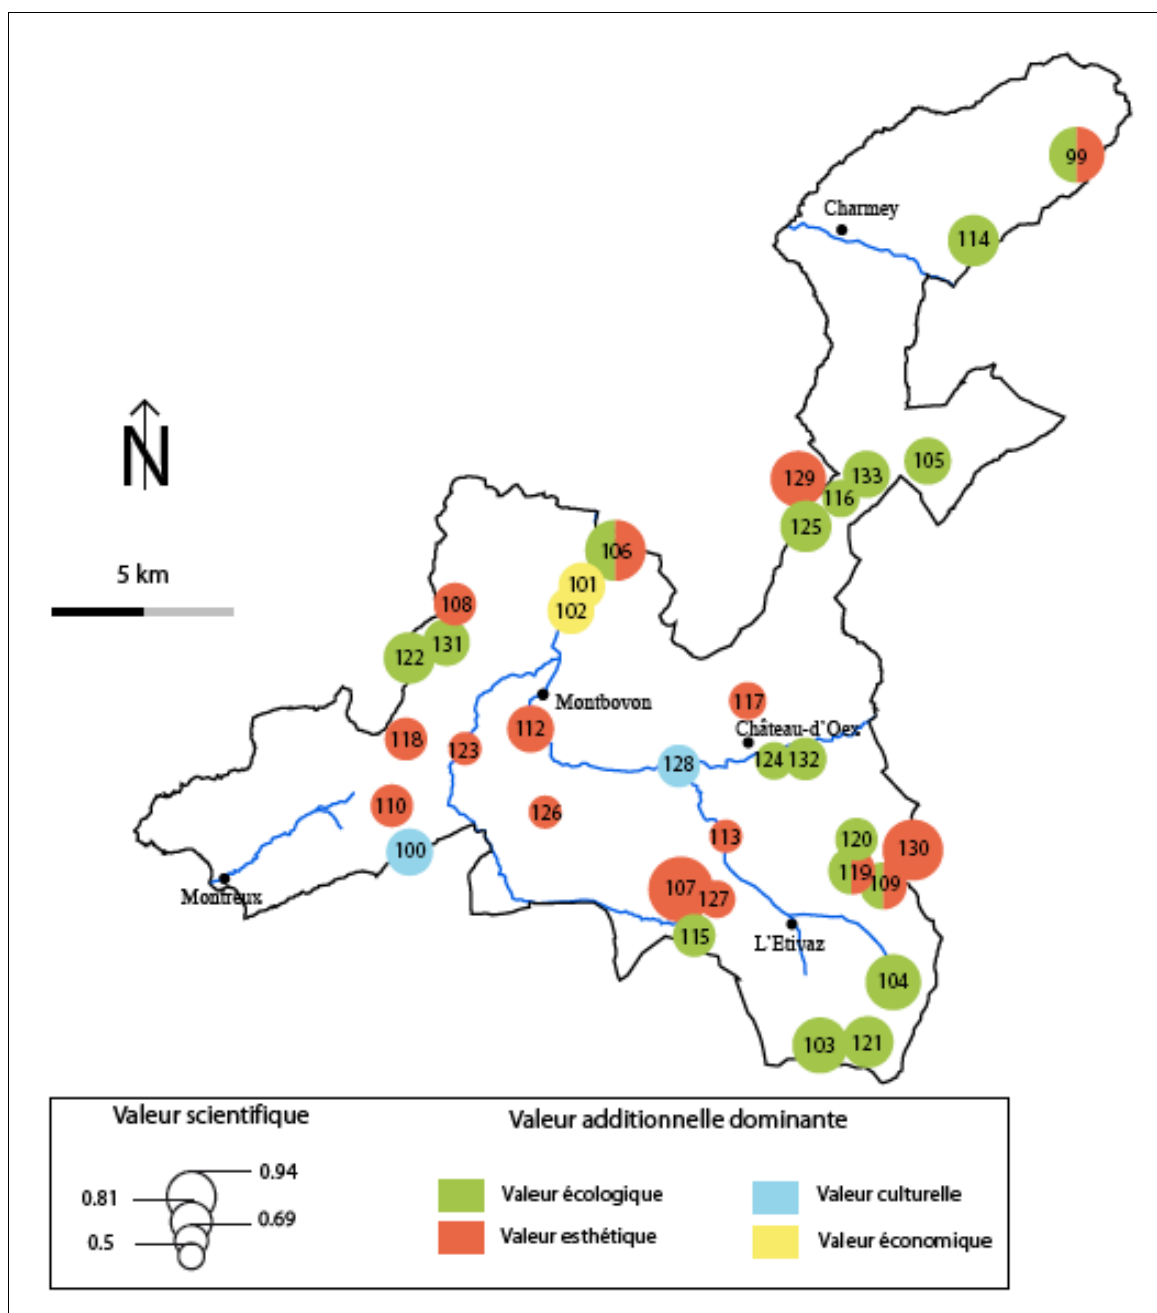 99
Charmey
114
105
133
129
116
125
N
106
5 km
101
102
108
131
122
Montbovon
117
112
Château-d'Oex
118
123
124
132
128
110
126
113
120
130
100
119
109
107
127
Montreux
115
L'Etivaz
104
103
121
Valeur scientifique
0.94
0.81
0.69
0.5
Valeur additionnelle dominante
Valeur écologique
Valeur culturelle
Valeur esthétique
Valeur économique